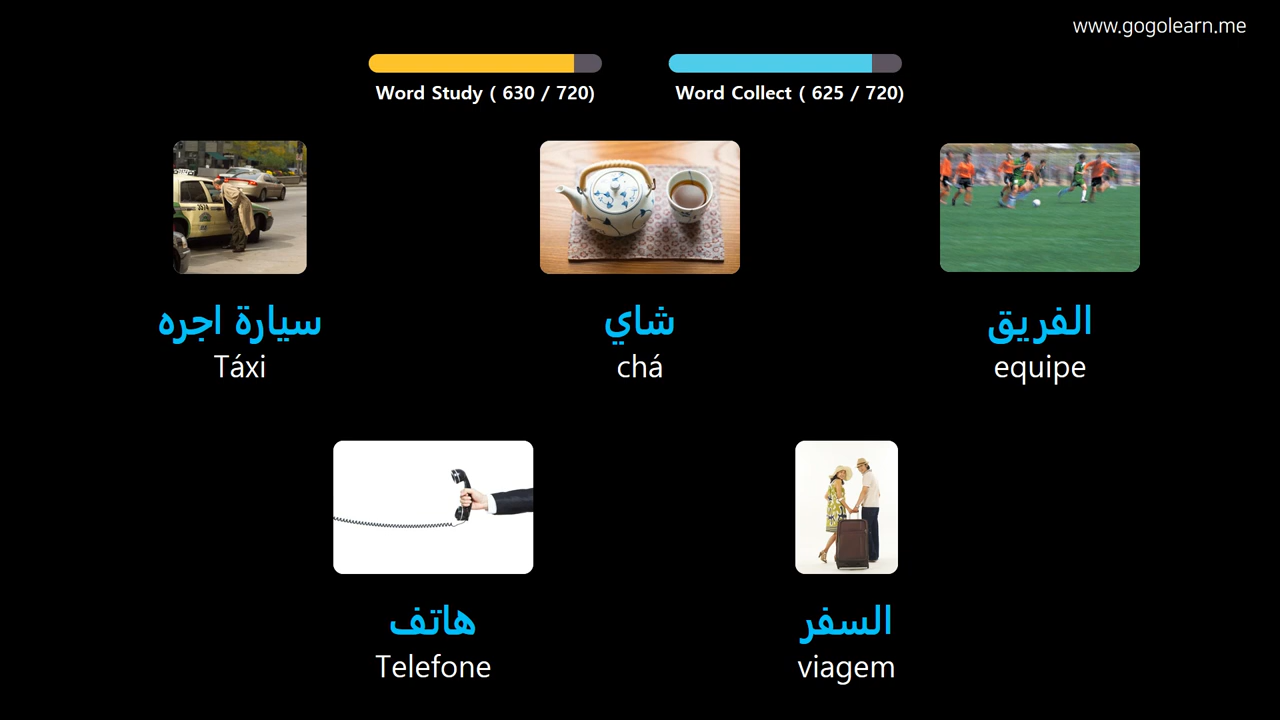 www.gogolearn.me
Word Study ( 630 / 720)
Word Collect ( 625 / 720)
سيارة اجره
Táxi
شاي
chá
الفريق
equipe
هاتف
Telefone
السفر
viagem